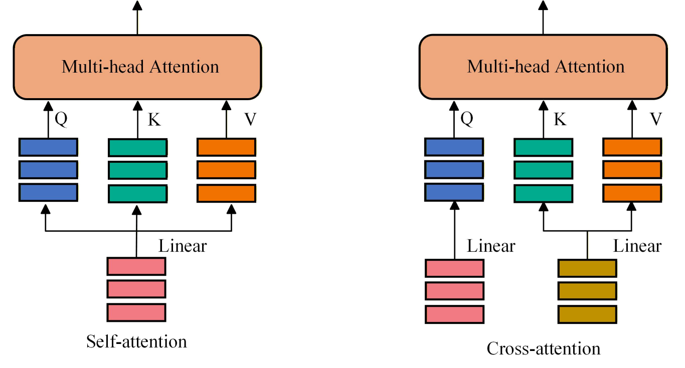 Multi-head Attention
Q
K
V
Linear
Self-attention
Multi-head Attention
Q
K
V
Linear
Linear
Cross-attention